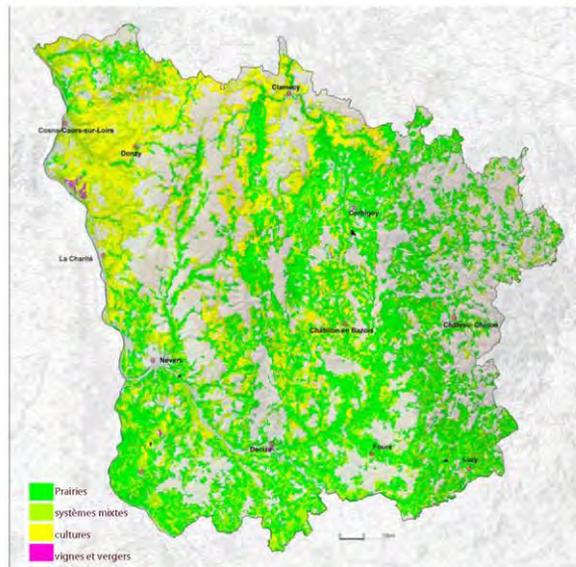 Clamecy
Cosne-Cours-sur-Loire
Donzy
Corbigny
La Charité
Château-Chinon
Châtillon en Bazois
Nevers
Decize
Luzy
Prairies
systèmes mixtes
cultures
vignes et vergers